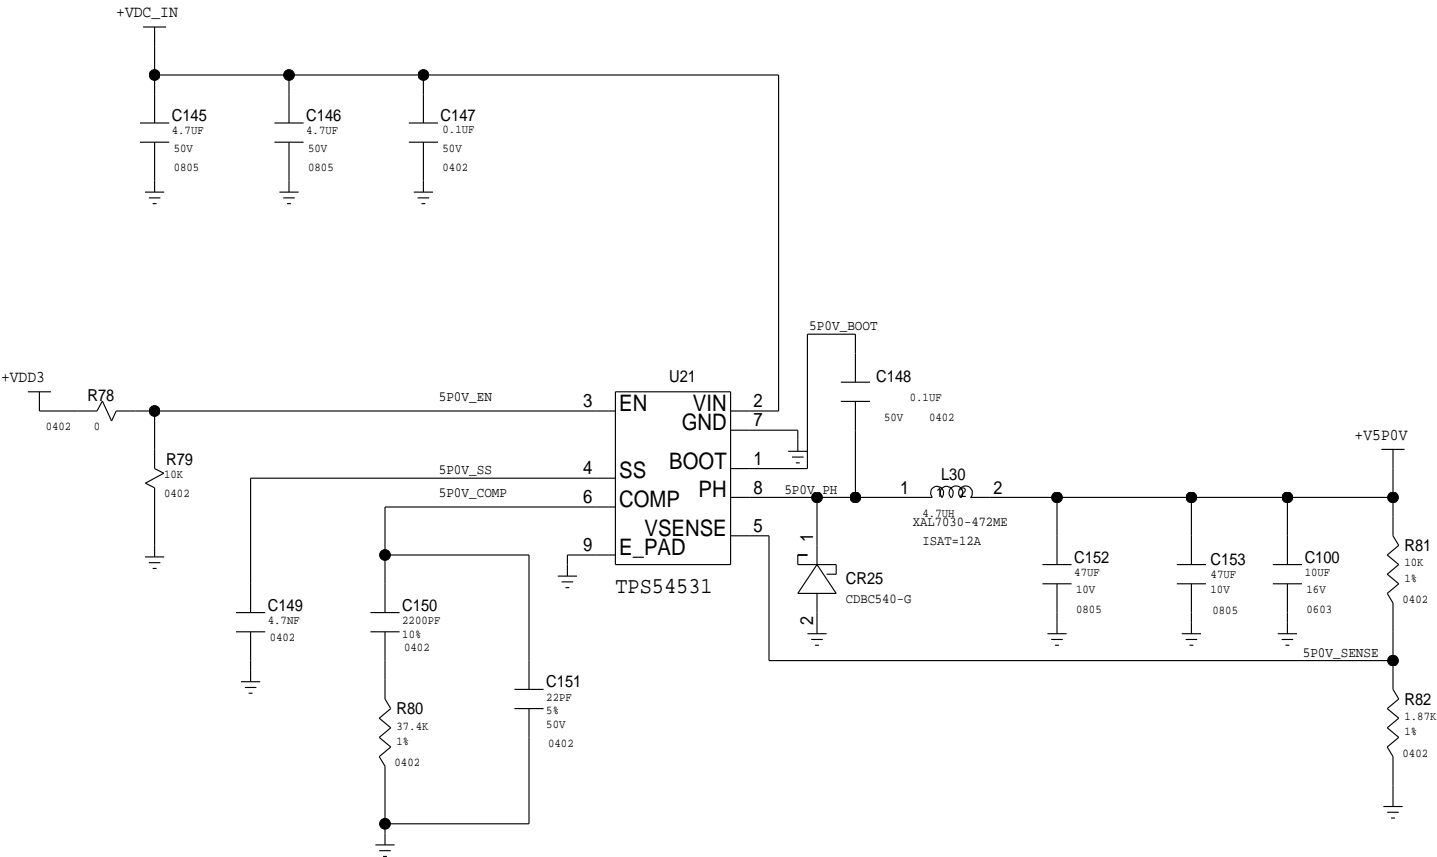 +VDC_IN
C145
4.7UF
50V
0805
C146
4.7UF
50V
0805
C147
0.1UF
50V
0402
+VDD3
R78
0402 0
R79
10K
0402
5P0V_EN
5P0V_SS
5P0V_COMP
3
4
6
9
U21
EN
SS
COMP
E_PAD
VIN
GND
BOOT
PH
VSENSE
TPS54531
2
7
1
8
5
5P0V_BOOT
C148
0.1UF
50V 0402
5P0V_PH
1
L30
2
4.7UH
XAL7030-472ME
ISAT=12A
1
CR25
CDBC540-G
2
C152
47UF
10V
0805
C153
47UF
10V
0805
C100
10UF
16V
0603
+V5P0V
R81
10K
1%
0402
5P0V_SENSE
R82
1.87K
1%
0402
C149
4.7NF
0402
C150
2200PF
10%
0402
R80
37.4K
1%
0402
C151
22PF
5%
50V
0402